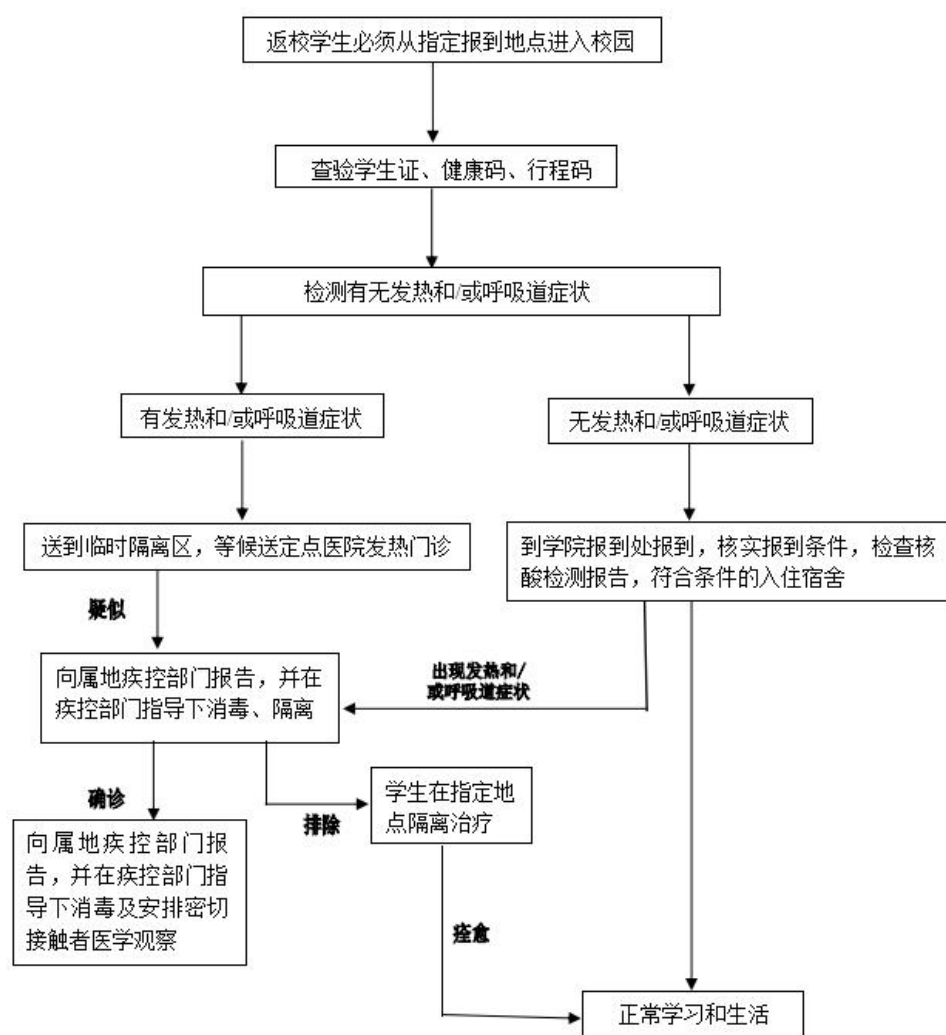 返校学生必须从指定报到地点进入校园
查验学生证、健康码、行程码
检测有无发热和/或呼吸道症状
有发热和/或呼吸道症状
无发热和/或呼吸道症状
送到临时隔离区，等候送定点医院发热门诊
到学院报到处报到，核实报到条件，检查核
酸检测报告，符合条件的入住宿舍
疑似
出现发热和/
或呼吸道症状
向属地疾控部门报告，并在
疾控部门指导下消毒、隔离
确诊
排除
学生在指定地
点隔离治疗
向属地疾控部门报
告，并在疾控部门指
导下消毒及安排密切
接触者医学观察
痊愈
正常学习和生活